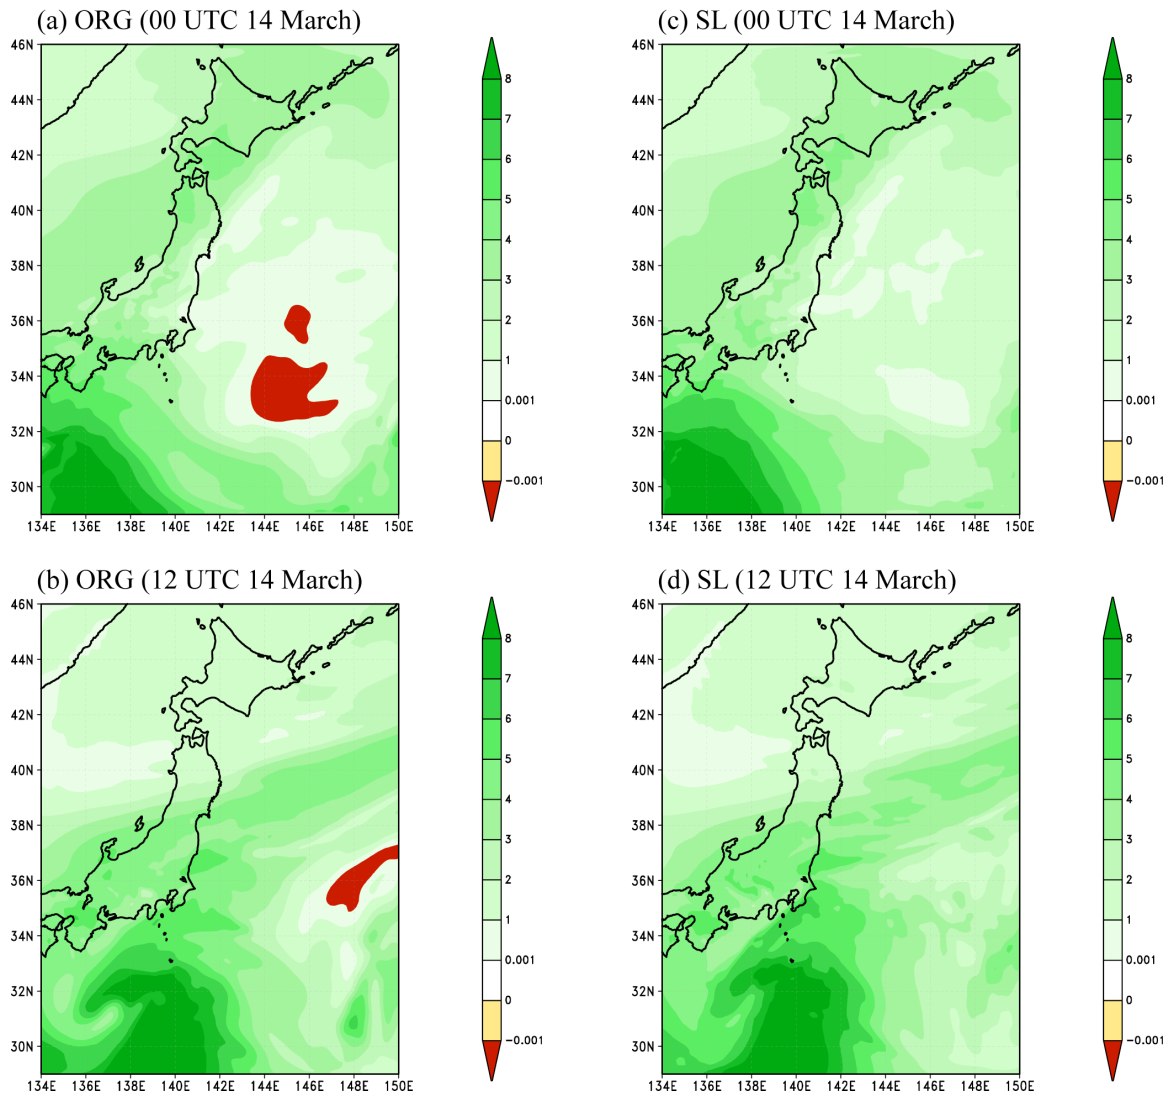 (a) ORG (00 UTC 14 March)
46N
44N
42N
40N
38N
36N
34N
32N
30N
134E 136E 138E 140E 142E 144E 146E 148E 150E
8
7
6
5
4
3
2
1
0.001
0
-0.001
(c) SL (00 UTC 14 March)
46N
44N
42N
40N
38N
36N
34N
32N
30N
134E 136E 138E 140E 142E 144E 146E 148E 150E
8
7
6
5
4
3
2
1
0.001
0
-0.001
(b) ORG (12 UTC 14 March)
46N
44N
42N
40N
38N
36N
34N
32N
30N
134E 136E 138E 140E 142E 144E 146E 148E 150E
8
7
6
5
4
3
2
1
0.001
0
-0.001
(d) SL (12 UTC 14 March)
46N
44N
42N
40N
38N
36N
34N
32N
30N
134E 136E 138E 140E 142E 144E 146E 148E 150E
8
7
6
5
4
3
2
1
0.001
0
-0.001